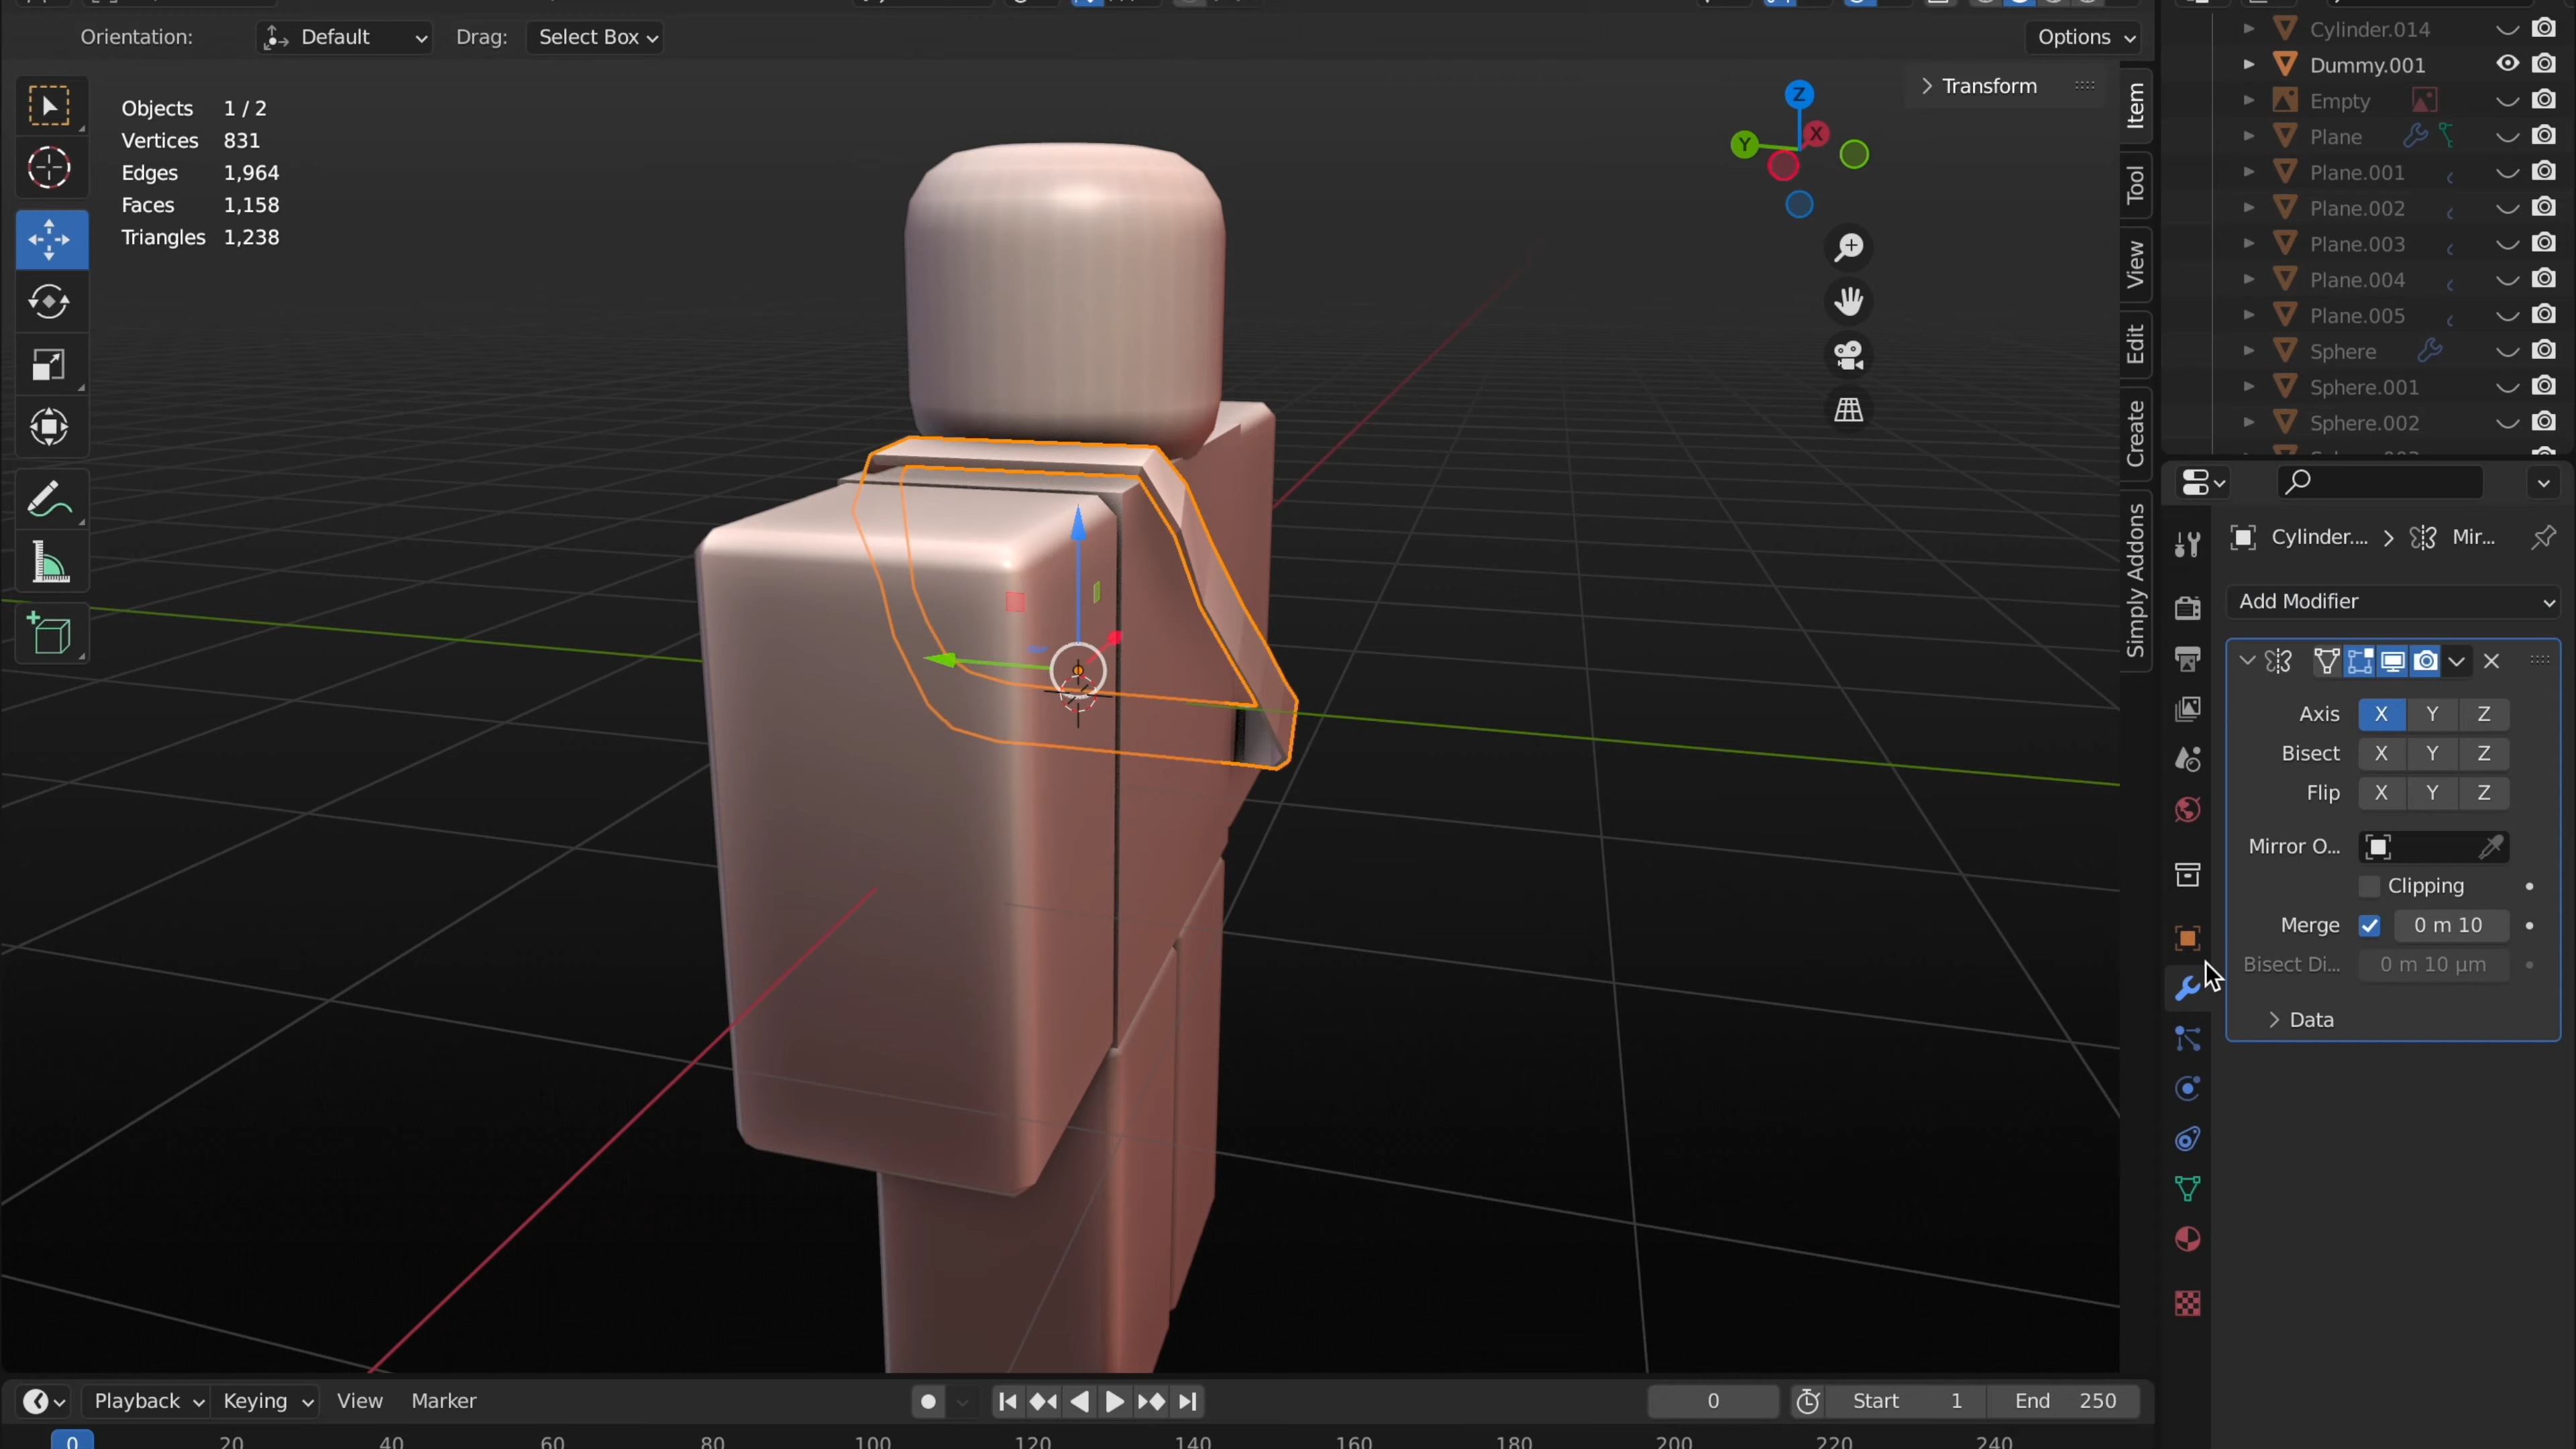 Orientation: Default Drag: Select Box Options
Objects 1 / 2
Vertices 831
Edges 1,964
Faces 1,158
Triangles 1,238
Transform
Z
Y
X
Item
Tool
View
Edit
Create
Simply Addons
Cylinder.014
Dummy.001
Empty
Plane
Plane.001
Plane.002
Plane.003
Plane.004
Plane.005
Sphere
Sphere.001
Sphere.002
Cylinder.... Mir...
Add Modifier
Axis X Y Z
Bisect X Y Z
Flip X Y Z
Mirror O...
Clipping
Merge 0 m 10
Bisect Di... 0 m 10 µm
Data
Playback Keying View Marker 0 Start 1 End 250
0 20 40 60 80 100 120 140 160 180 200 220 240